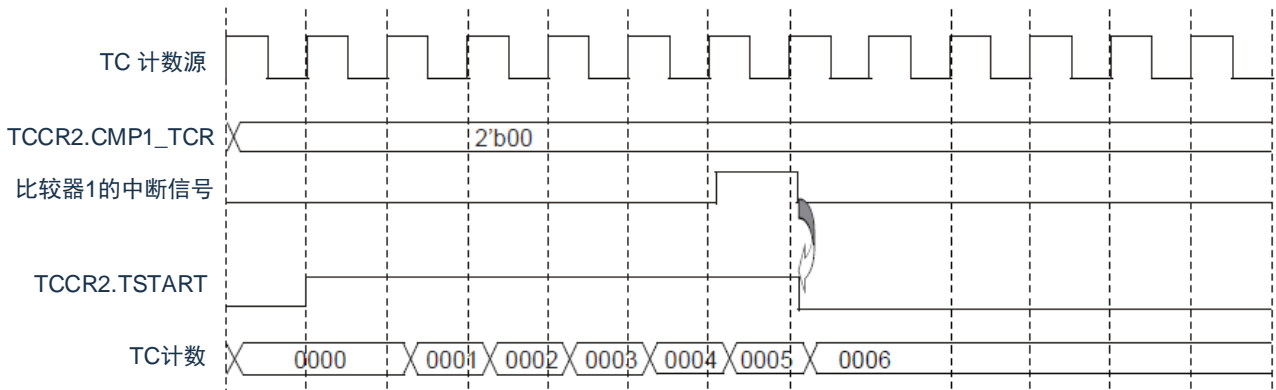 TC 计数源
TCCR2.CMP1_TCR 2'b00
比较器1的中断信号
TCCR2.TSTART
TC计数 0000 0001 0002 0003 0004 0005 0006